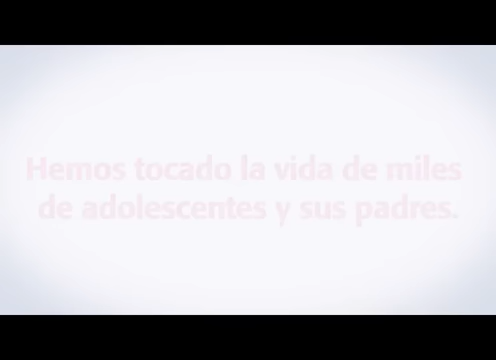 Hemos tocado la vida de miles
de adolescentes y sus padres.